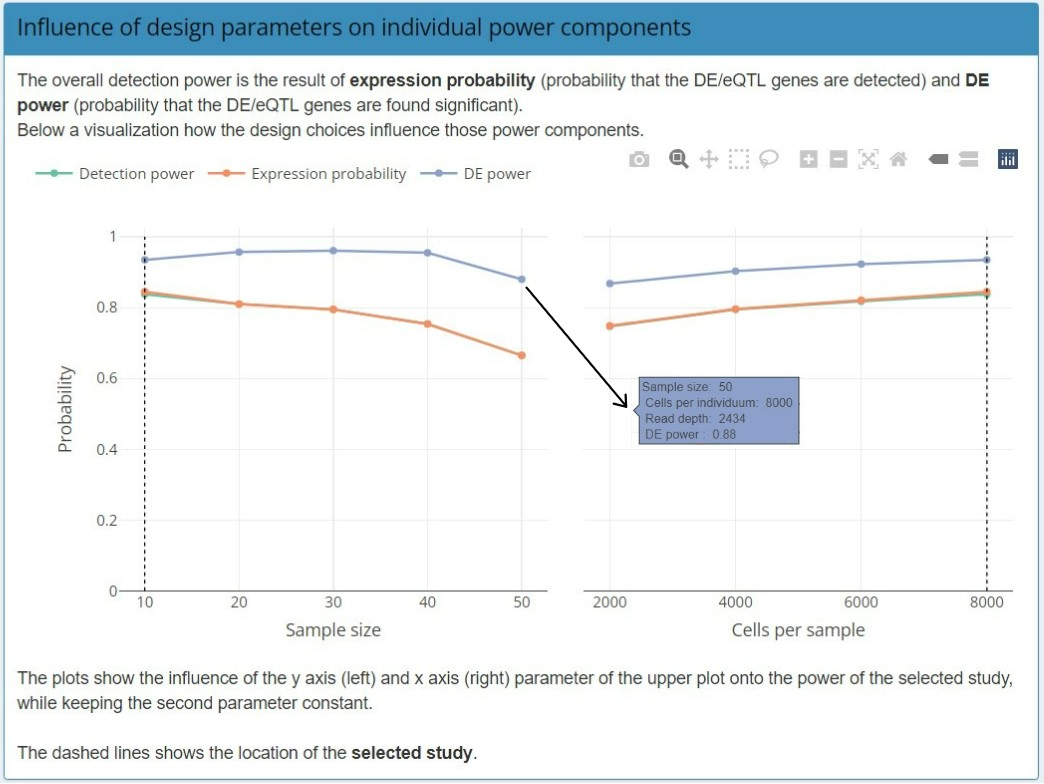 Influence of design parameters on individual power components
The overall detection power is the result of expression probability (probability that the DE/eQTL genes are detected) and DE
power (probability that the DE/eQTL genes are found significant).
Below a visualization how the design choices influence those power components.
Detection power Expression probability DE power
1
0.8
0.6
0.4
0.2
0
Probability
10 20 30 40 50
Sample size
2000 4000 6000 8000
Cells per sample
Sample size: 50
Cells per individuum: 8000
Read depth: 2434
DE power : 0.88
The plots show the influence of the y axis (left) and x axis (right) parameter of the upper plot onto the power of the selected study,
while keeping the second parameter constant.
The dashed lines shows the location of the selected study.